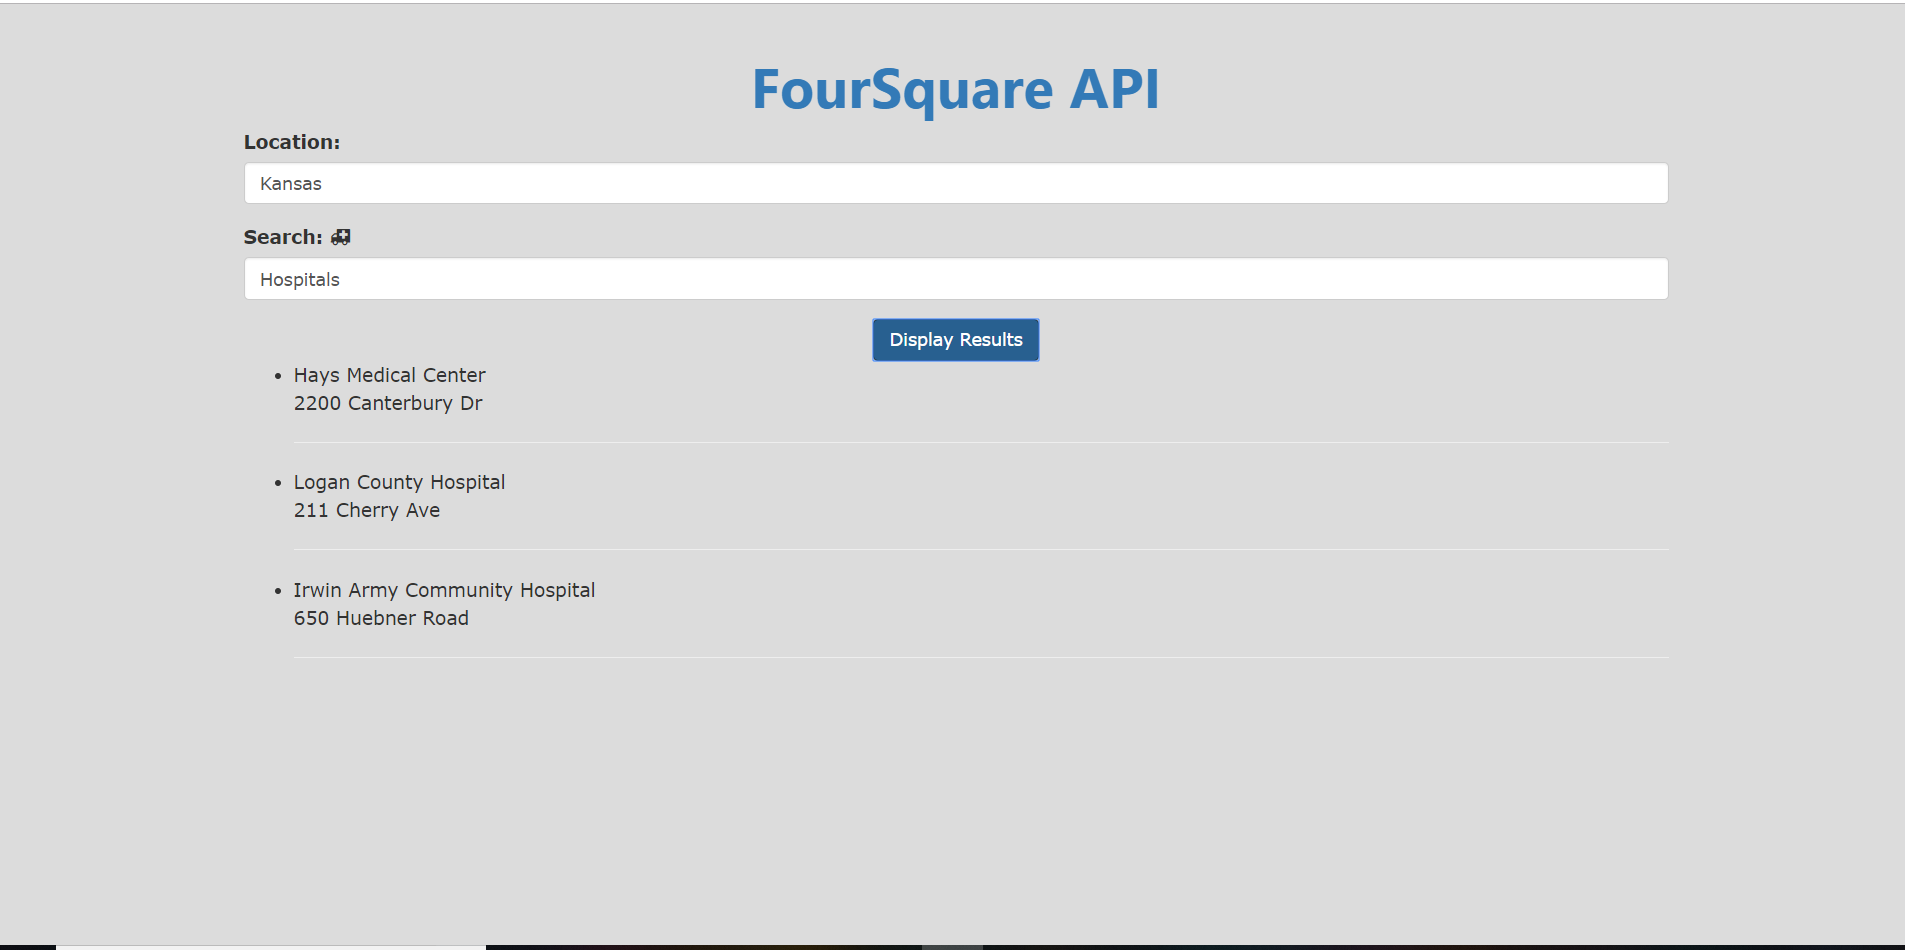 FourSquare API
Location:
Kansas
Search:
Hospitals
Display Results
Hays Medical Center
2200 Canterbury Dr
Logan County Hospital
211 Cherry Ave
Irwin Army Community Hospital
650 Huebner Road